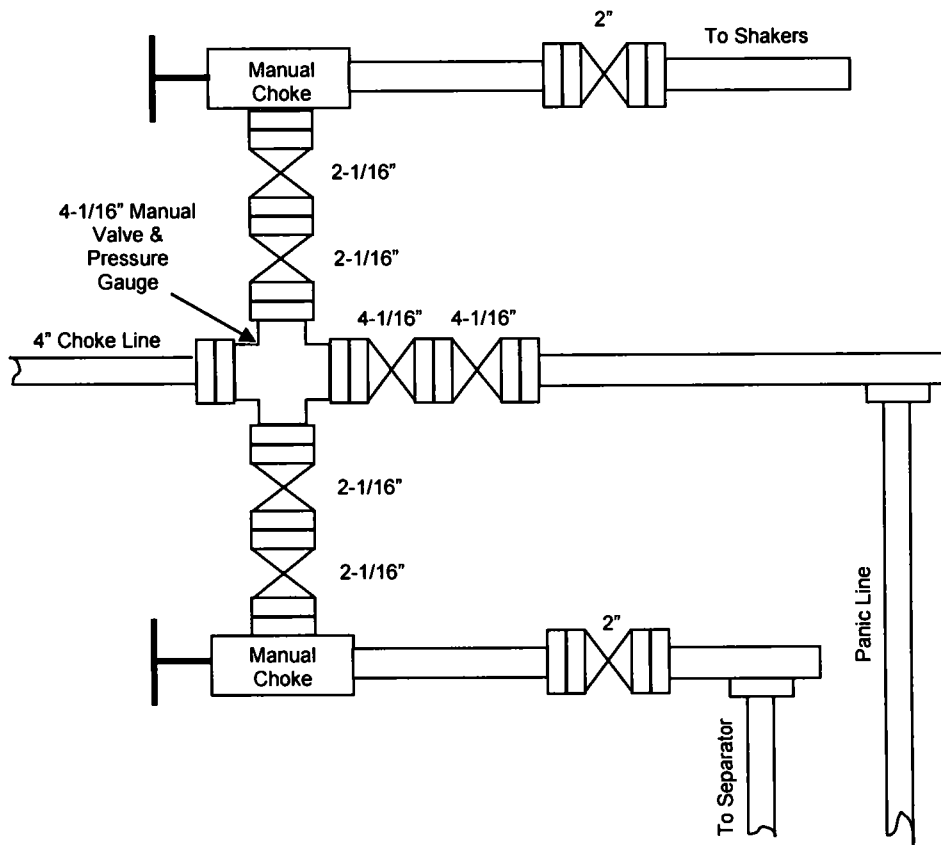 2"
To Shakers
Manual
Choke
2-1/16"
4-1/16" Manual
Valve &
Pressure
Gauge
2-1/16"
4" Choke Line
4-1/16"
4-1/16"
2-1/16"
2-1/16"
2"
Manual
Choke
Panic Line
To Separator